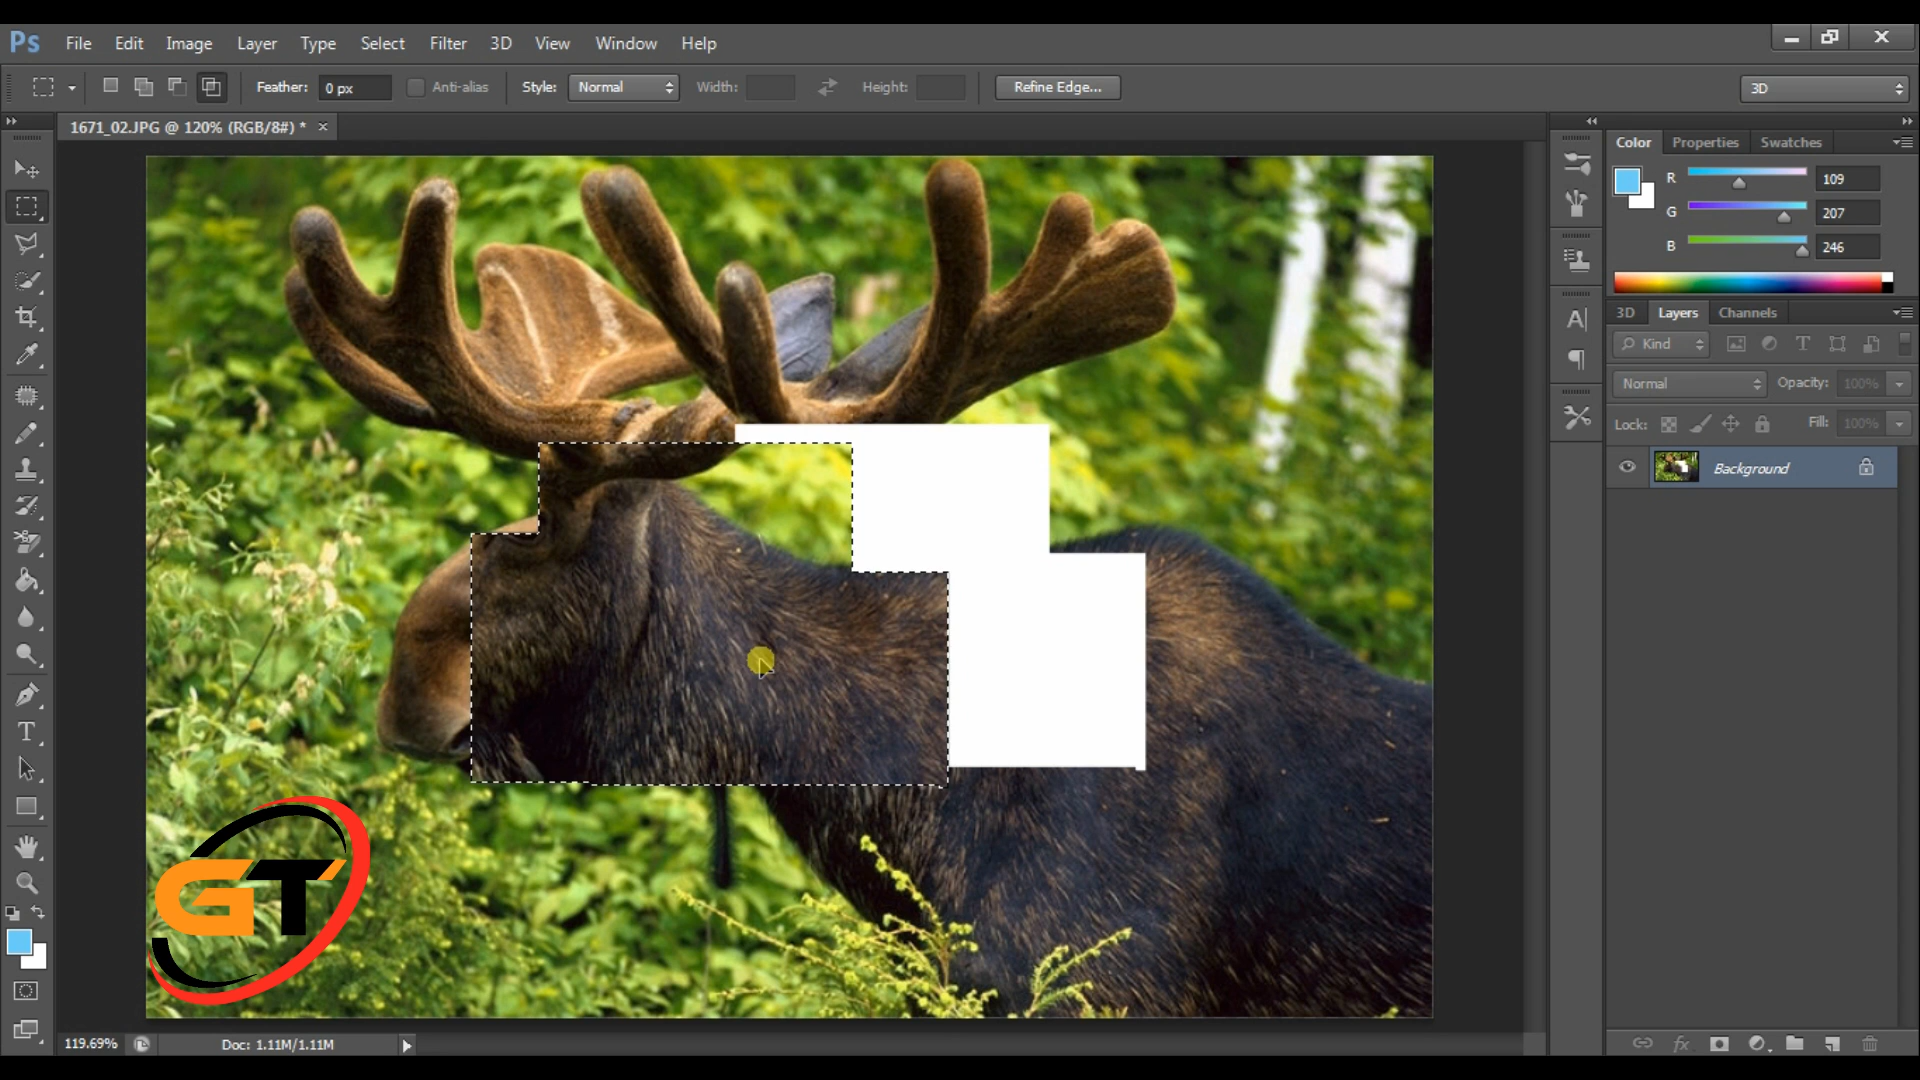 Ps File Edit Image Layer Type Select Filter 3D View Window Help
Feather: 0 px Anti-alias Style: Normal Width: Height: Refine Edge... 3D
1671_02.JPG @ 120% (RGB/8#) * ×
Color Properties Swatches
R 109
G 207
B 246
3D Layers Channels
Kind
Normal Opacity: 100%
Lock: Fill: 100%
Background
GT
119.69% Doc: 1.11M/1.11M